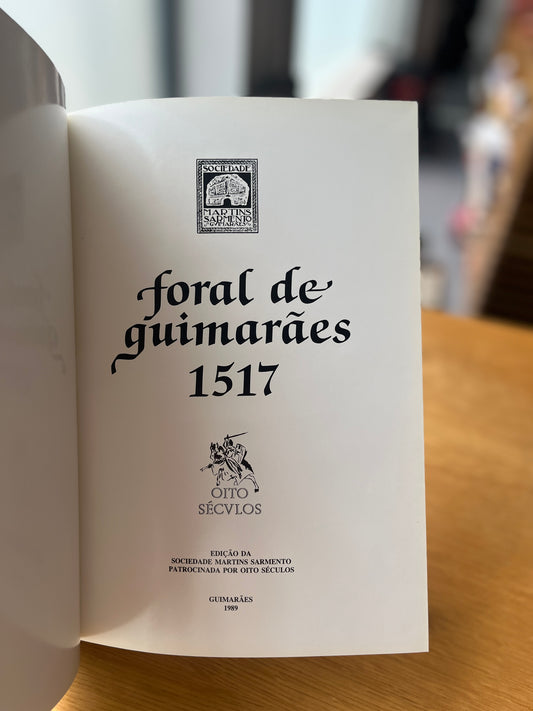 SOCIEDADE
MARTINS
SARMENTO
GUIMARÃES
foral de
guimarães
1517
OITO
SÉCVLOS
EDIÇÃO DA
SOCIEDADE MARTINS SARMENTO
PATROCINADA POR OITO SÉCULOS
GUIMARÃES
1989